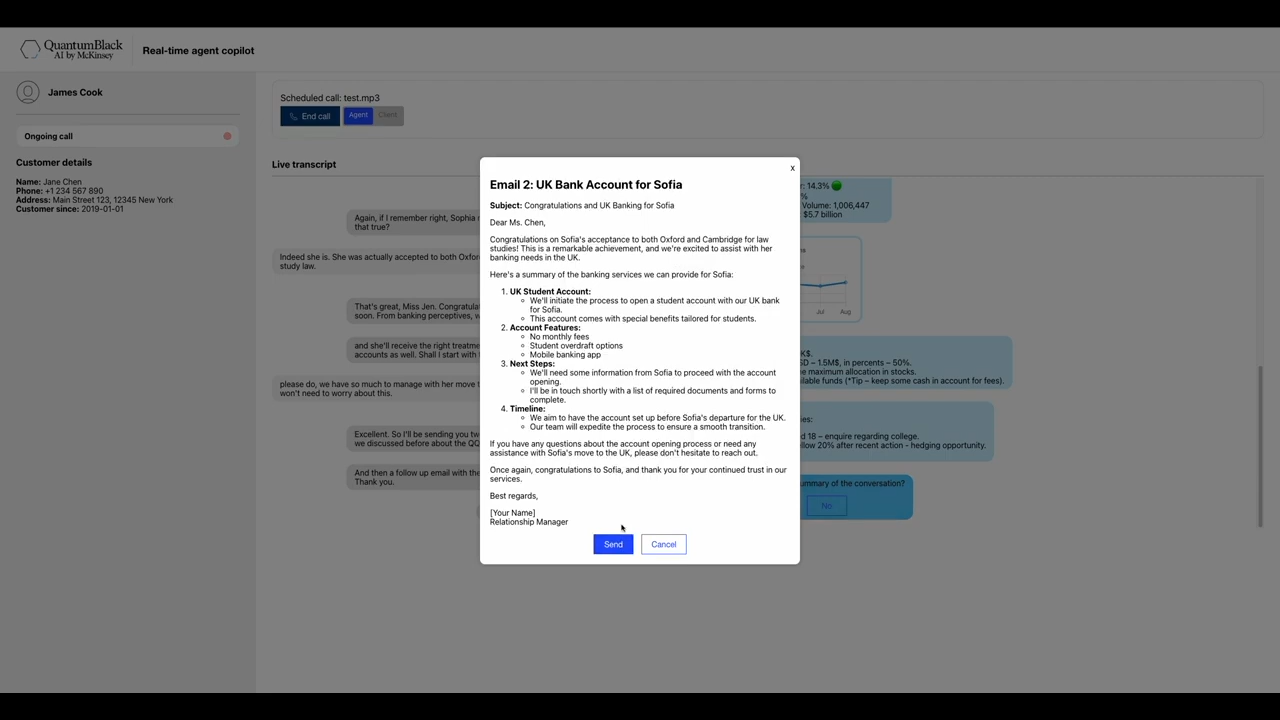 QuantumBlack
AI by McKinsey
Real-time agent copilot
James Cook
Ongoing call
Customer details
Name: Jane Chen
Phone: +1 234 567 890
Address: Main Street 123, 12345 New York
Customer since: 2019-01-01
Scheduled call: test.mp3
End call
Agent
Client
Live transcript
Again, if I remember right, Sophia
that true?
Indeed she is. She was actually accepted to both Oxfor
study law.
That's great, Miss Jen. Congratula
soon. From banking perceptives, w
and she'll receive the right treatme
accounts as well. Shall I start with
please do, we have so much to manage with her move t
won't need to worry about this.
Excellent. So I'll be sending you tw
we discussed before about the QQ
And then a follow up email with the
Thank you.
x
Email 2: UK Bank Account for Sofia
Subject: Congratulations and UK Banking for Sofia
Dear Ms. Chen,
Congratulations on Sofia's acceptance to both Oxford and Cambridge for law
studies! This is a remarkable achievement, and we're excited to assist with her
banking needs in the UK.
Here's a summary of the banking services we can provide for Sofia:
1. UK Student Account:
We'll initiate the process to open a student account with our UK bank
for Sofia.
This account comes with special benefits tailored for students.
2. Account Features:
No monthly fees
Student overdraft options
Mobile banking app
3. Next Steps:
We'll need some information from Sofia to proceed with the account
opening.
I'll be in touch shortly with a list of required documents and forms to
complete.
4. Timeline:
We aim to have the account set up before Sofia's departure for the UK.
Our team will expedite the process to ensure a smooth transition.
If you have any questions about the account opening process or need any
assistance with Sofia's move to the UK, please don't hesitate to reach out.
Once again, congratulations to Sofia, and thank you for your continued trust in our
services.
Best regards,
[Your Name]
Relationship Manager
Send
Cancel
r: 14.3%
%
Volume: 1,006,447
$5.7 billion
Jul
Aug
K$.
D – 1.5M$, in percents – 50%.
e maximum allocation in stocks.
ilable funds (*Tip – keep some cash in account for fees).
es:
d 18 – enquire regarding college.
llow 20% after recent action - hedging opportunity.
ummary of the conversation?
No